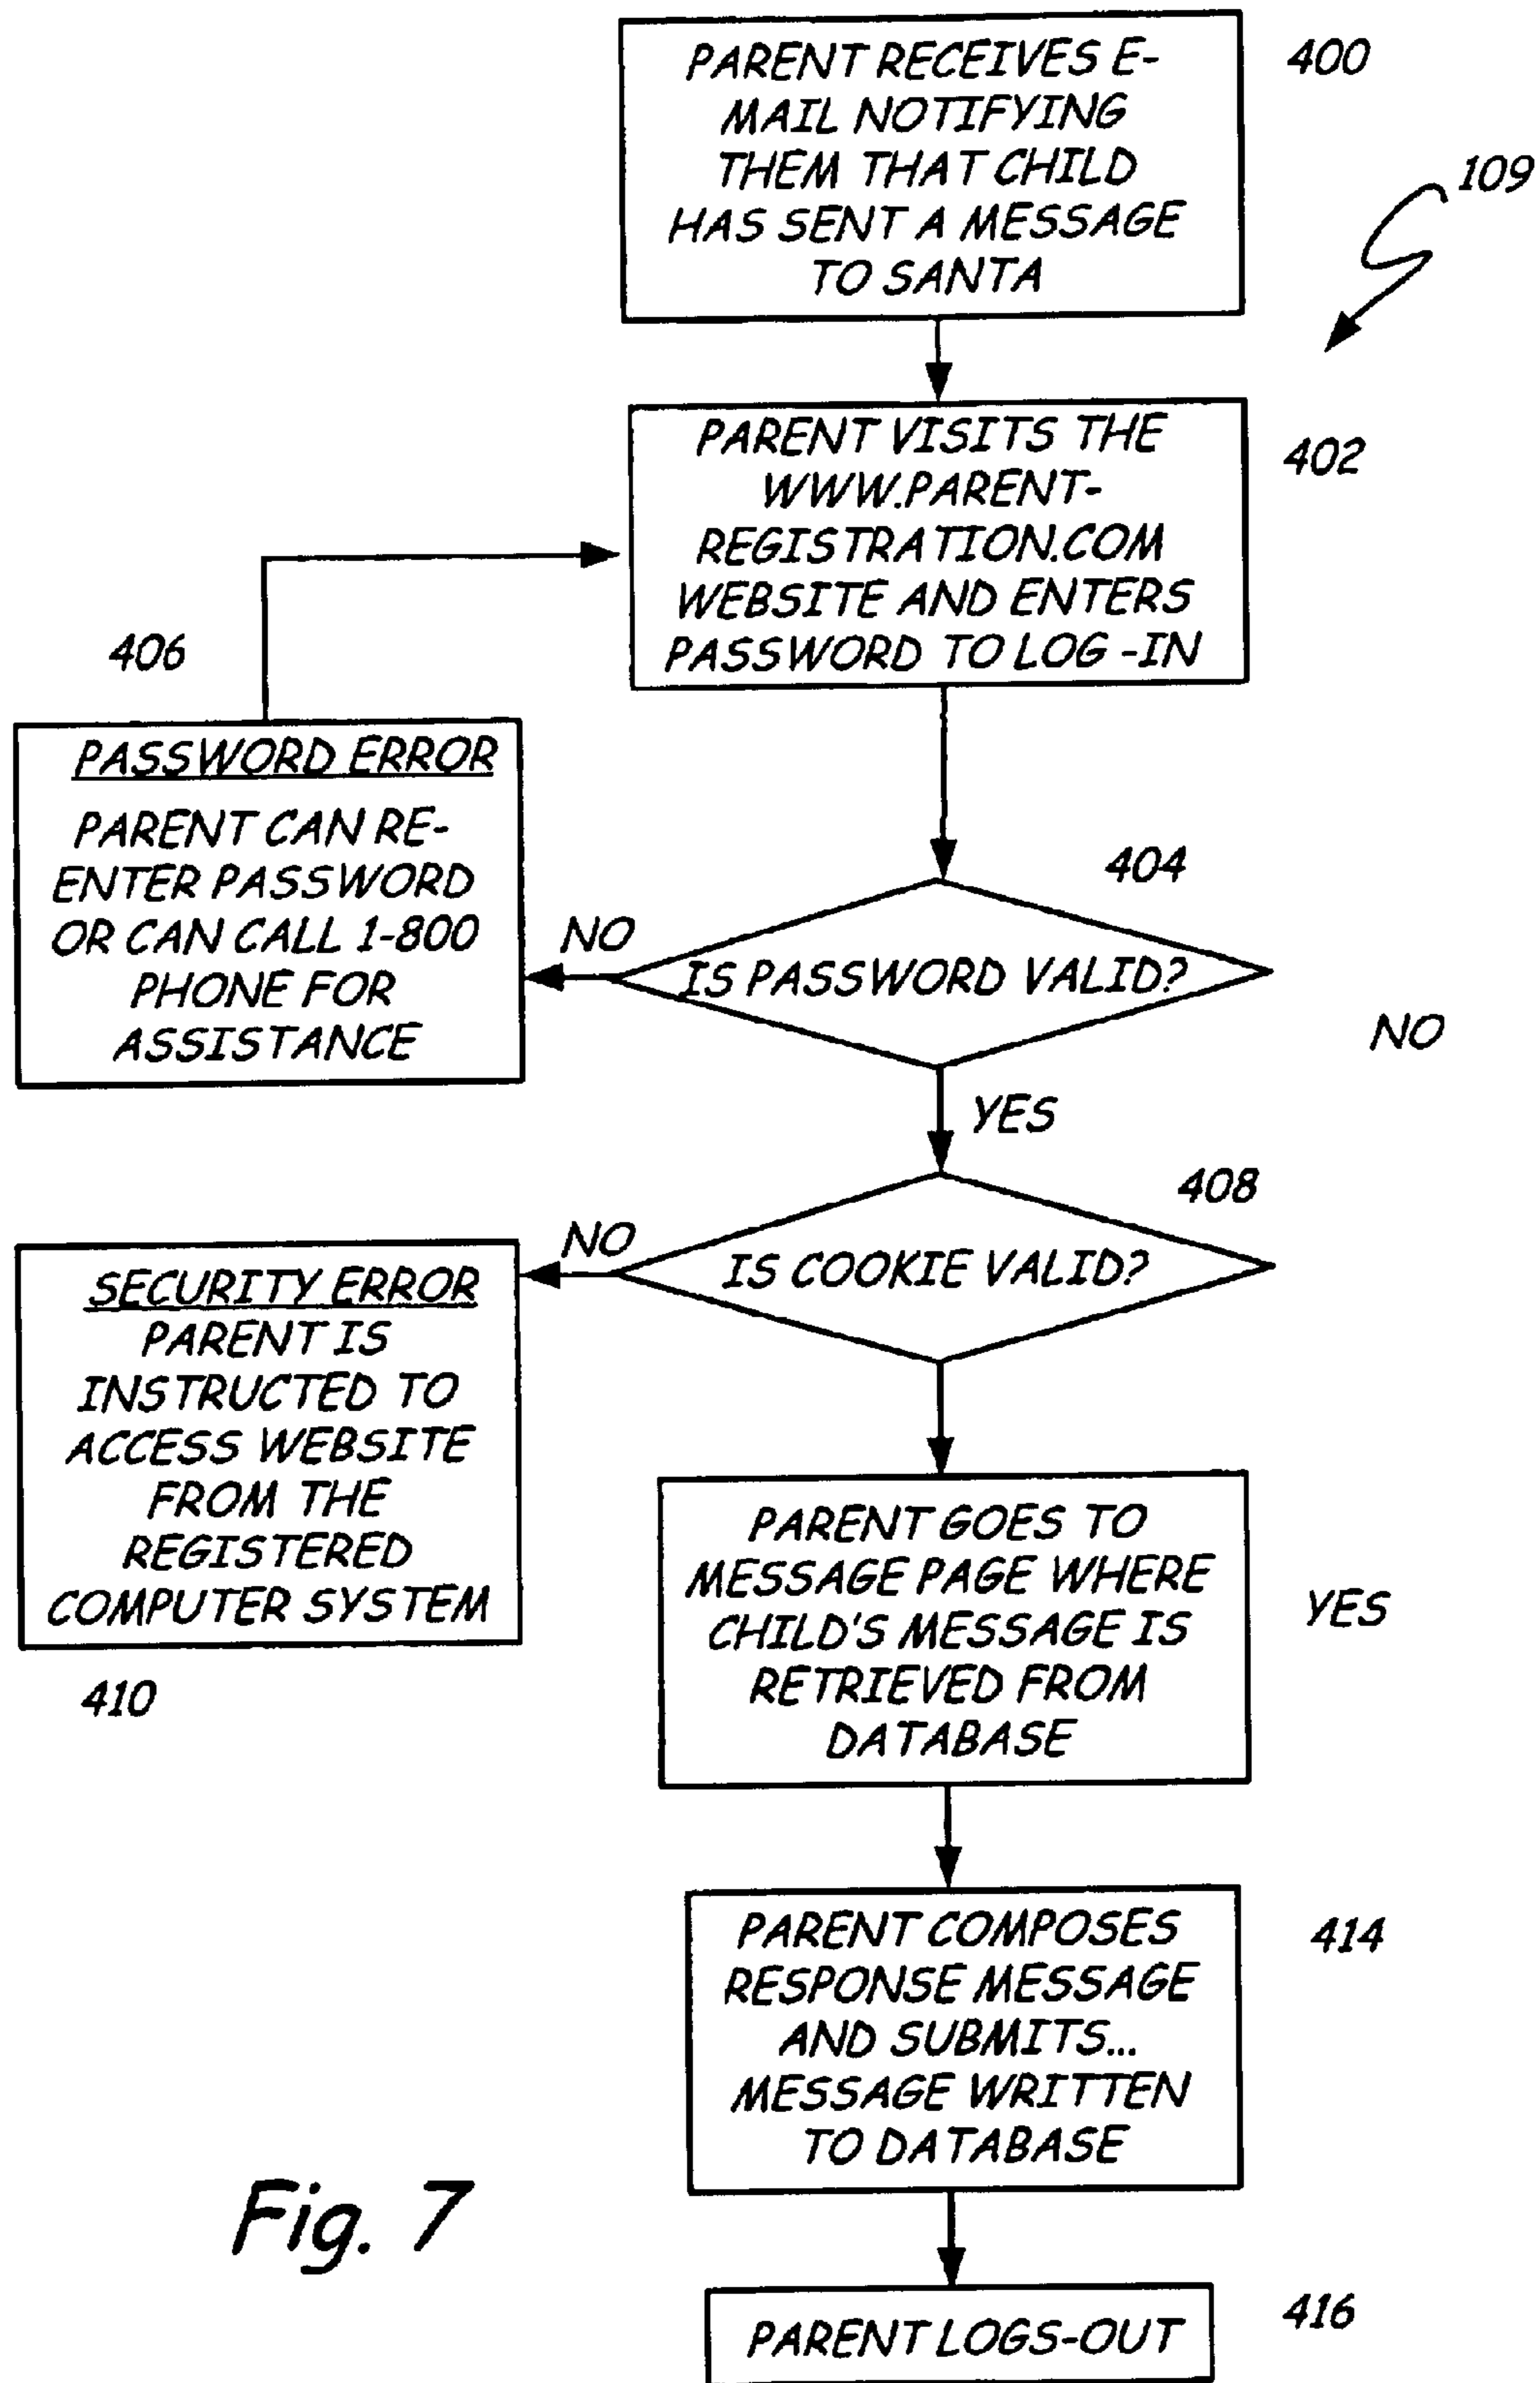 PARENT RECEIVES E-
MAIL NOTIFYING
THEM THAT CHILD
HAS SENT A MESSAGE
TO SANTA
400
109
PARENT VISITS THE
WWW.PARENT-
REGISTRATION.COM
WEBSITE AND ENTERS
PASSWORD TO LOG-IN
402
406
PASSWORD ERROR
PARENT CAN RE-
ENTER PASSWORD
OR CAN CALL 1-800
PHONE FOR
ASSISTANCE
NO
404
IS PASSWORD VALID?
NO
YES
408
NO
IS COOKIE VALID?
SECURITY ERROR
PARENT IS
INSTRUCTED TO
ACCESS WEBSITE
FROM THE
REGISTERED
COMPUTER SYSTEM
410
PARENT GOES TO
MESSAGE PAGE WHERE
CHILD'S MESSAGE IS
RETRIEVED FROM
DATABASE
YES
PARENT COMPOSES
RESPONSE MESSAGE
AND SUBMITS...
MESSAGE WRITTEN
TO DATABASE
414
Fig. 7
PARENT LOGS-OUT
416